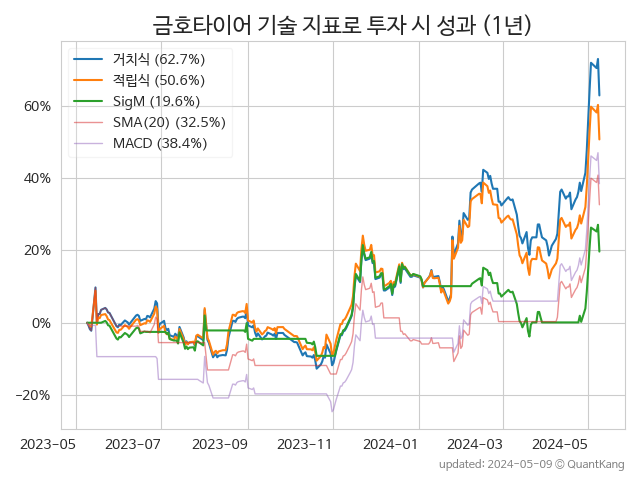 금호타이어 기술 지표로 투자 시 성과 (1년)
거치식 (62.7%)
적립식 (50.6%)
SigM (19.6%)
SMA(20) (32.5%)
MACD (38.4%)
60%
40%
20%
0%
−20%
2023-05 2023-07 2023-09 2023-11 2024-01 2024-03 2024-05
updated: 2024-05-09 © QuantKang